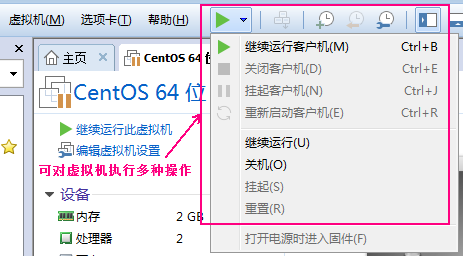 虚拟机(M) 选项卡(T) 帮助(H)
主页 CentOS 64 位
CentOS 64 位
继续运行此虚拟机
编辑虚拟机设置
可对虚拟机执行多种操作
设备
内存 2 GB
处理器 2
继续运行客户机(M) Ctrl+B
关闭客户机(D) Ctrl+E
挂起客户机(N) Ctrl+J
重新启动客户机(E) Ctrl+R
继续运行(U)
关机(O)
挂起(S)
重置(R)
打开电源时进入固件(F)